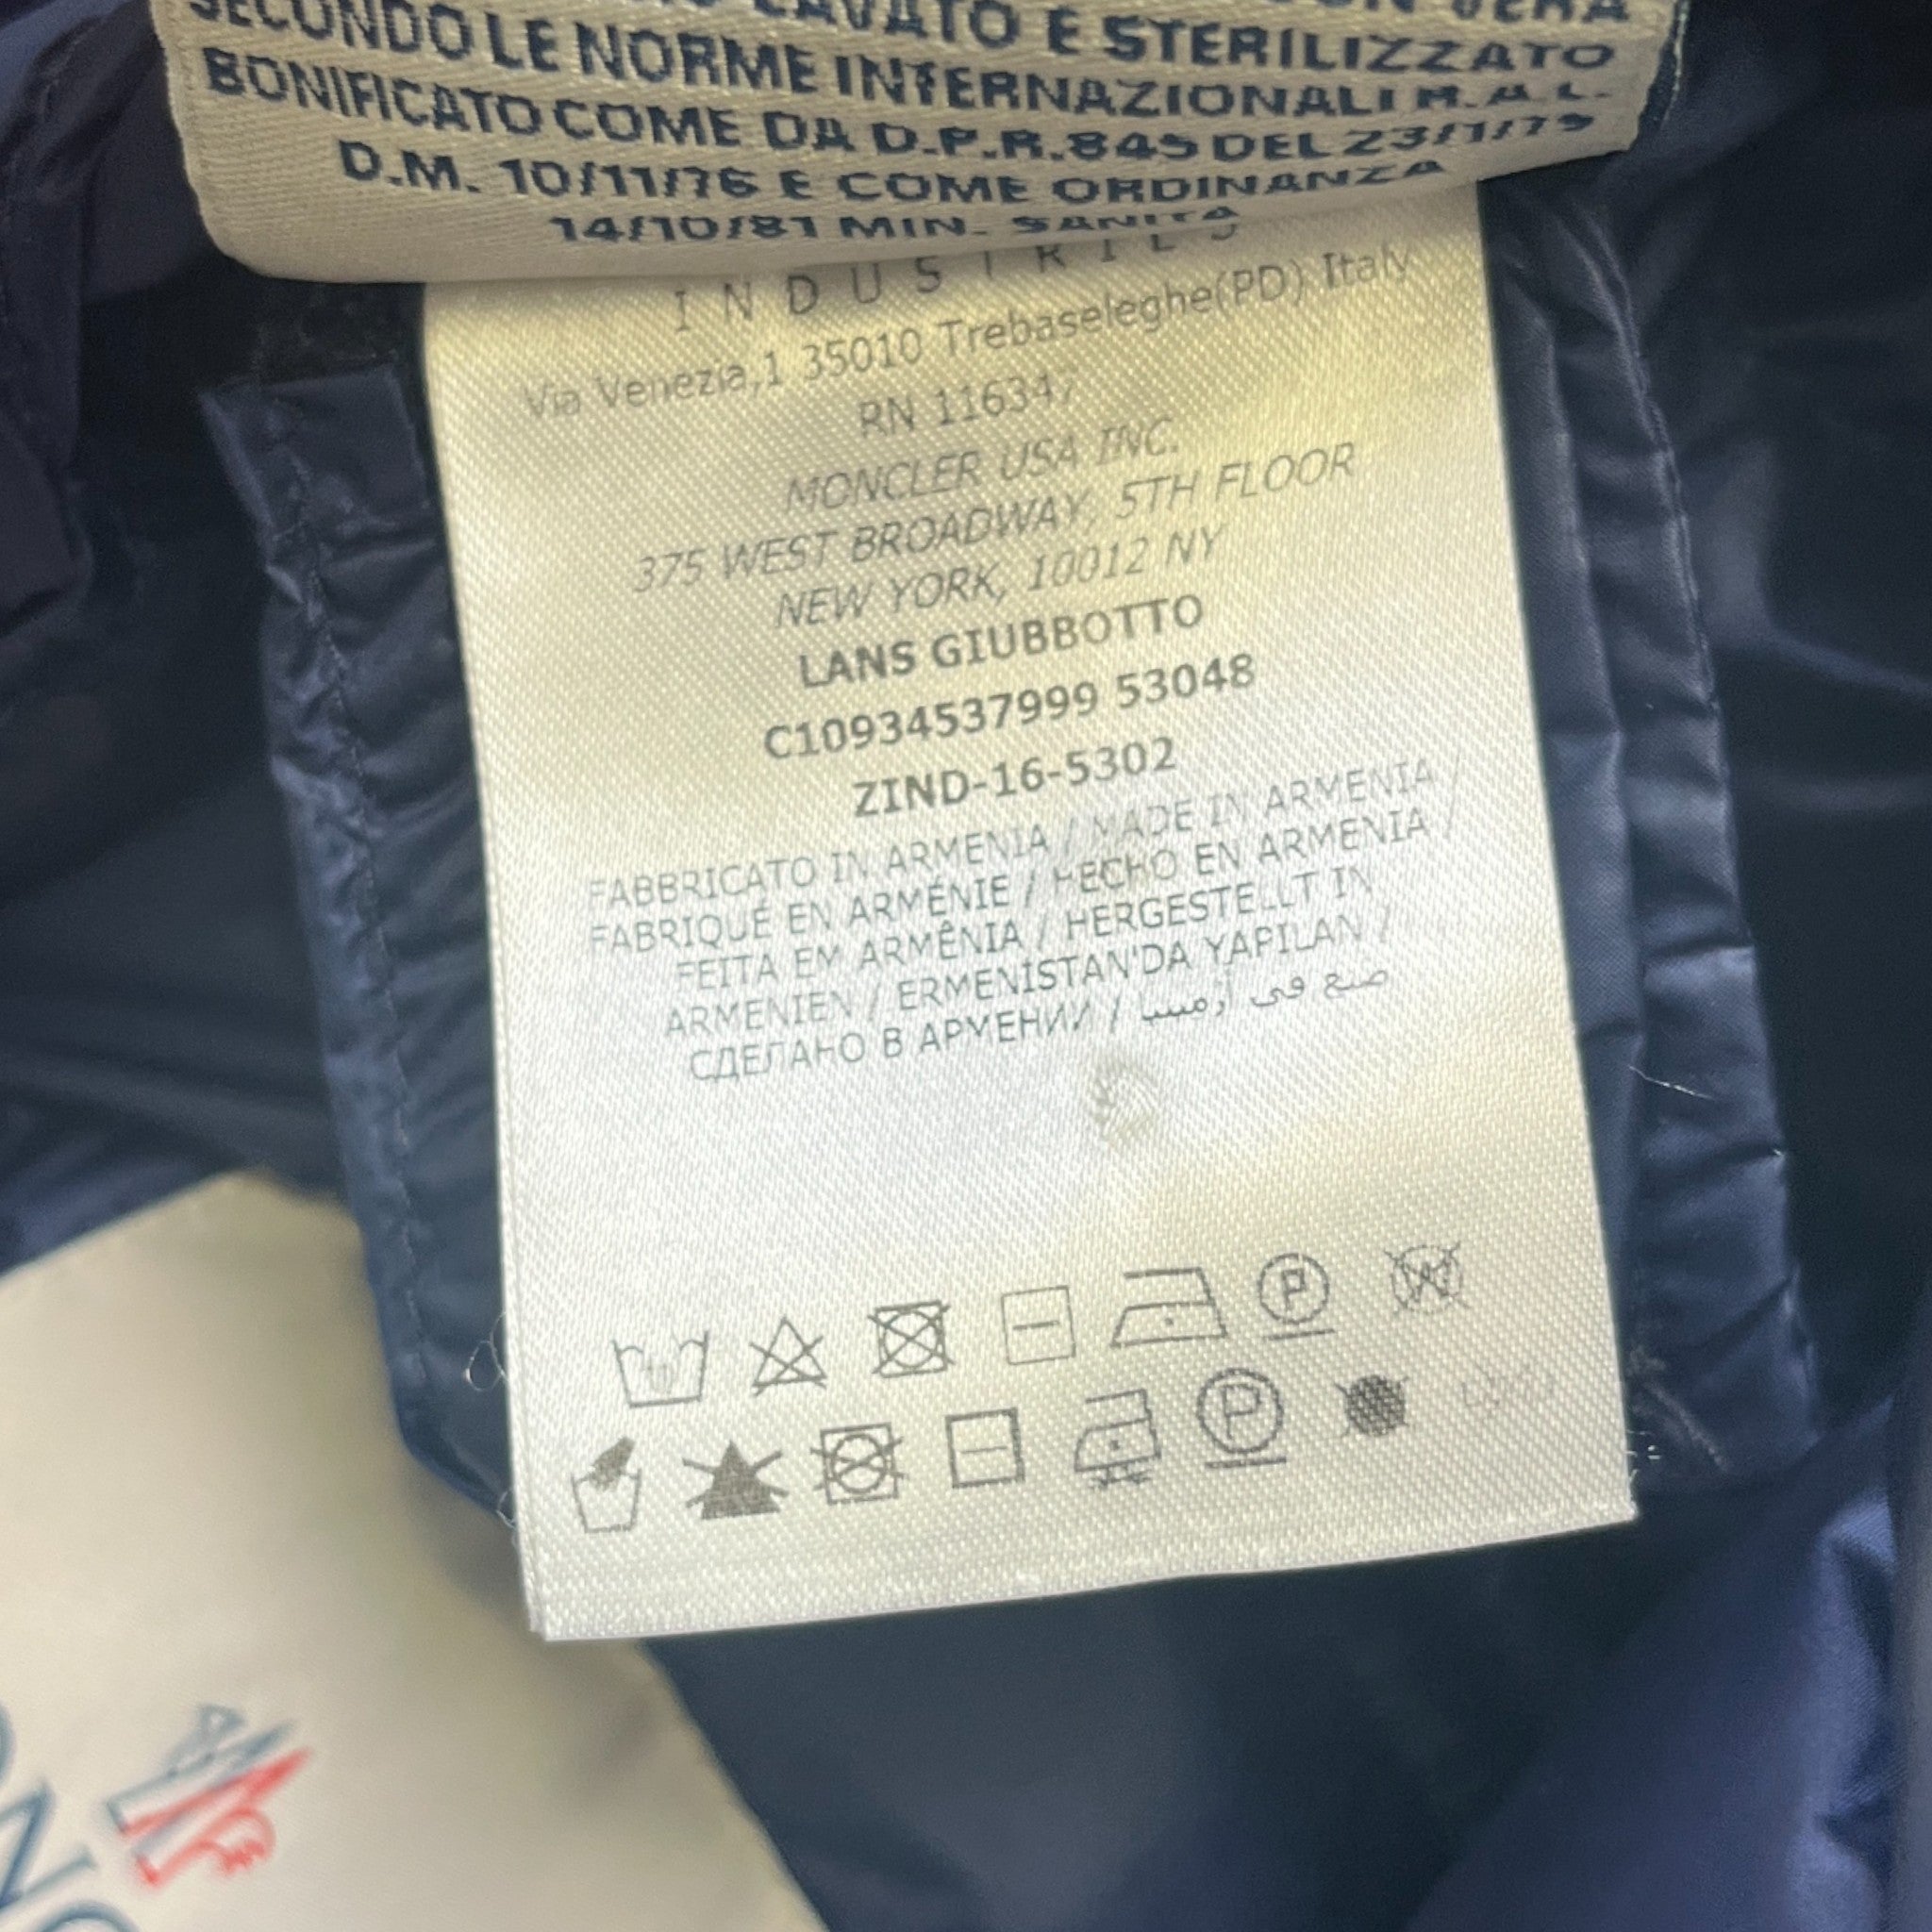 LAVATO E STERILIZZATO
SECONDO LE NORME INTERNAZIONALI R.A.L.
BONIFICATO COME DA D.P.R.845 DEL 23/1/75
D.M. 10/11/76 E COME ORDINANZA
14/10/81 MIN. SANITÀ
INDUSTRIES
Via Venezia,1 35010 Trebaseleghe(PD) Italy
RN 116347
MONCLER USA INC.
375 WEST BROADWAY, 5TH FLOOR
NEW YORK, 10012 NY
LANS GIUBBOTTO
C10934537999 53048
ZIND-16-5302
FABBRICATO IN ARMENIA / MADE IN ARMENIA /
FABRIQUÉ EN ARMÉNIE / HECHO EN ARMENIA /
FEITA EM ARMÊNIA / HERGESTELLT IN
ARMENIEN / ERMENISTAN'DA YAPILAN /
СДЕЛАНО В АРМЕНИИ / صنع في
P W
P